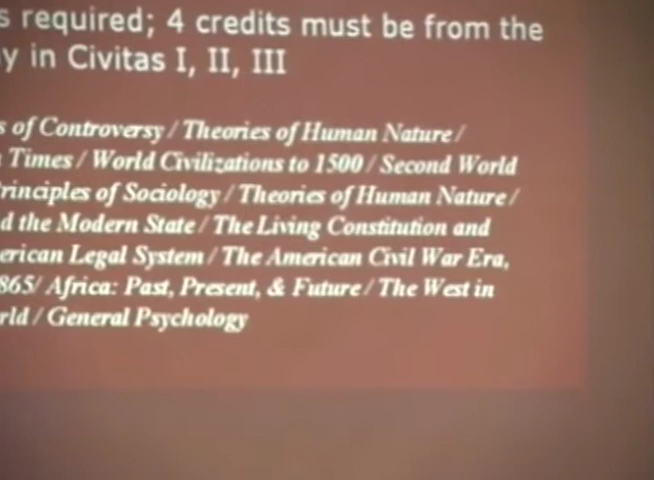 s required; 4 credits must be from the
y in Civitas I, II, III
s of Controversy / Theories of Human Nature /
Times / World Civilizations to 1500 / Second World
rinciples of Sociology / Theories of Human Nature /
d the Modern State / The Living Constitution and
erican Legal System / The American Civil War Era,
865/ Africa: Past, Present, & Future / The West in
rld / General Psychology